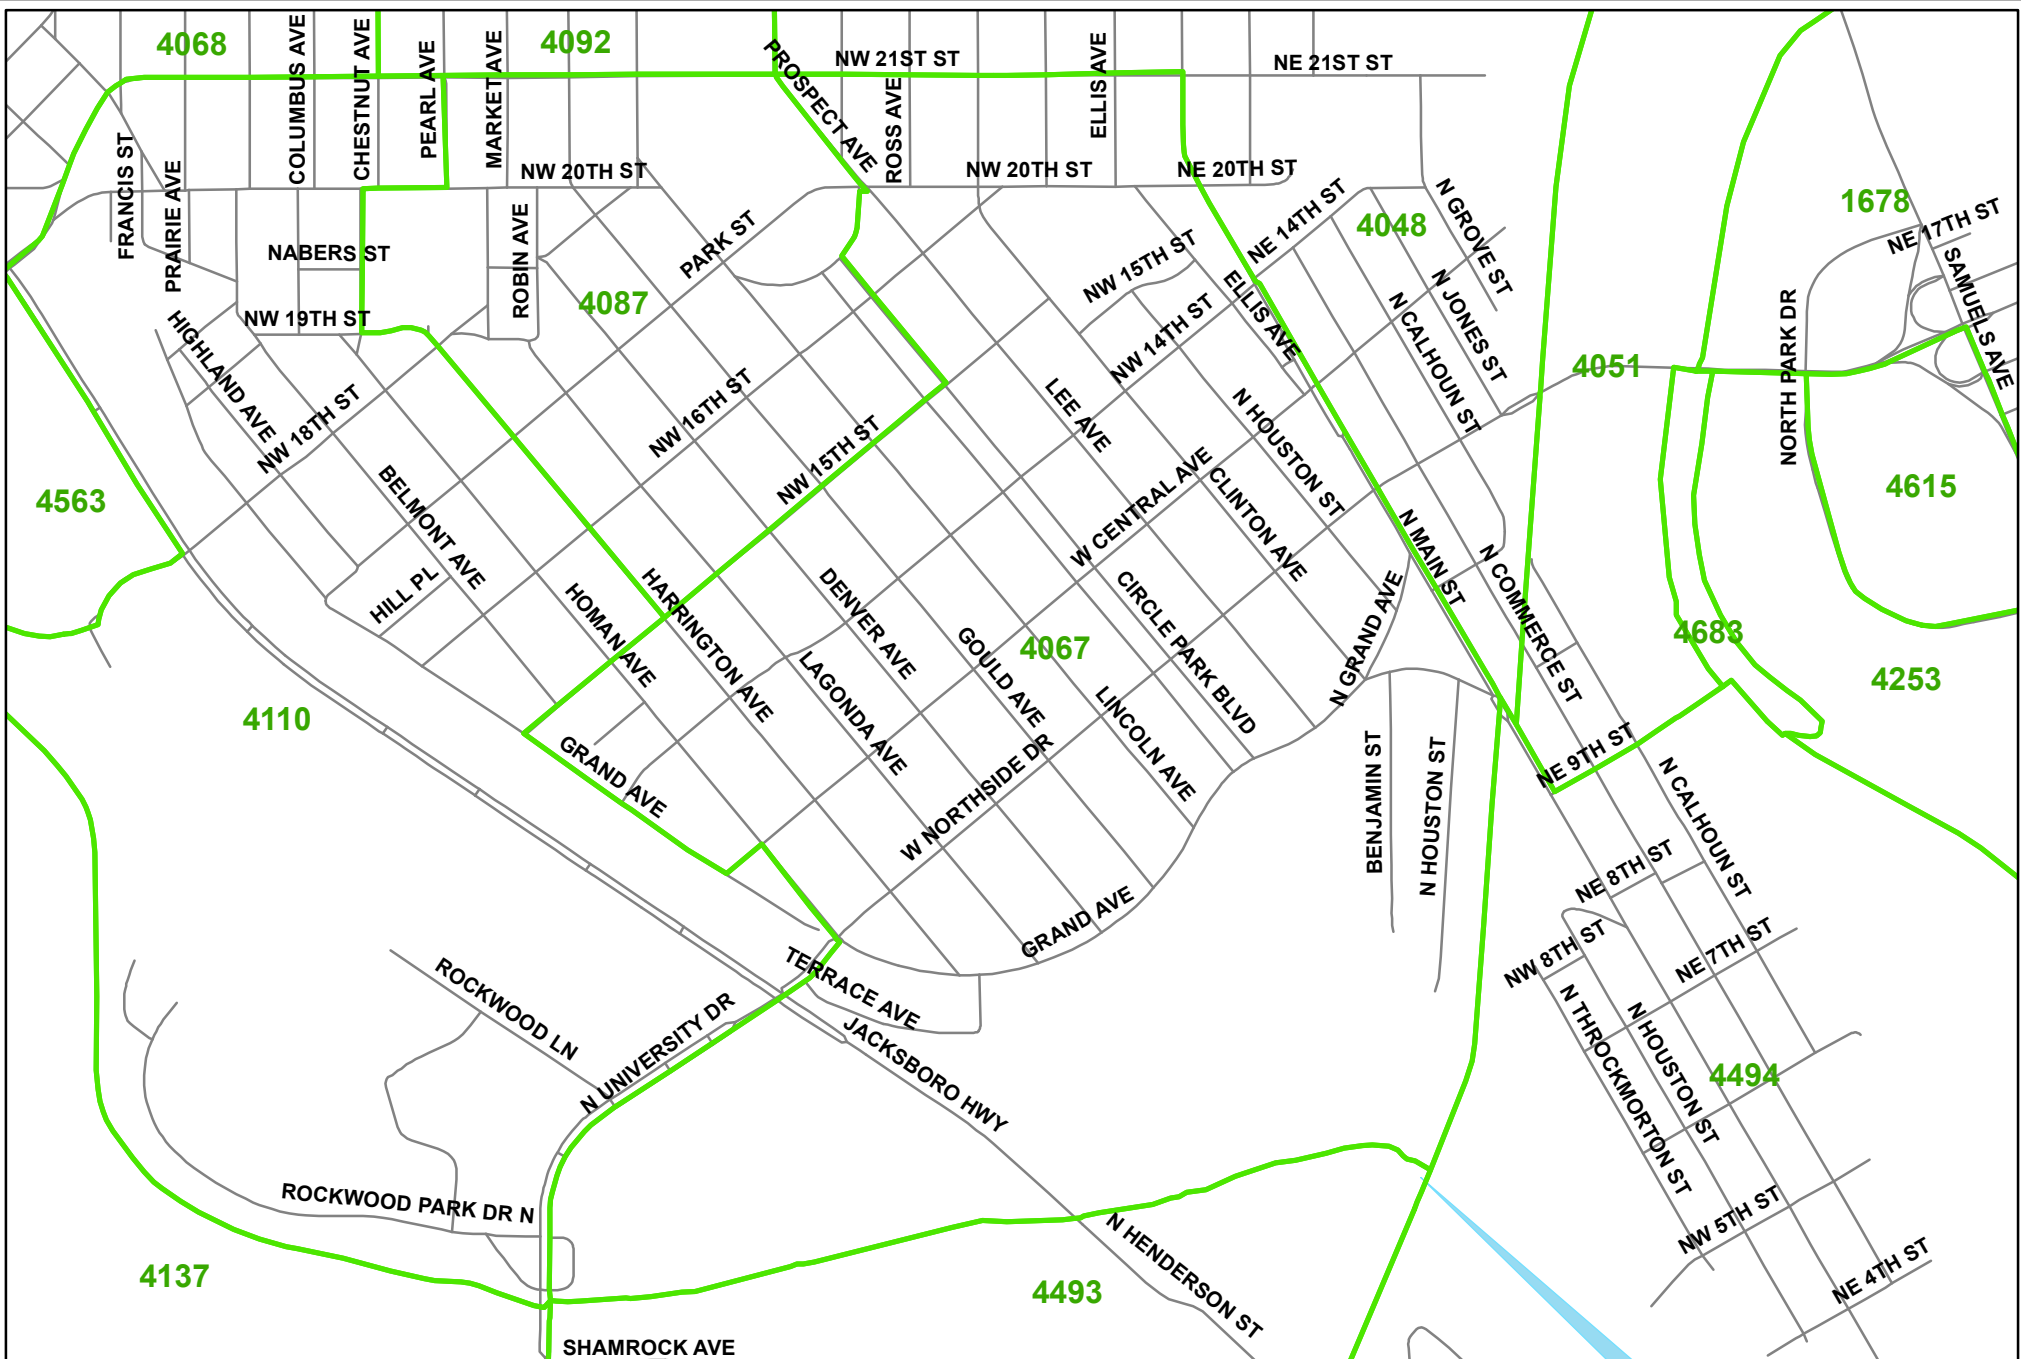 4068
COLUMBUS AVE
CHESTNUT AVE
PEARL AVE
MARKET AVE
4092
PROSPECT AVE
NW 21ST ST
ROSS AVE
ELLIS AVE
NE 21ST ST
FRANCIS ST
PRAIRIE AVE
NW 20TH ST
NW 20TH ST
NE 20TH ST
1678
NE 17TH ST
SAMUELS AVE
NABERS ST
ROBIN AVE
PARK ST
4087
NW 15TH ST
NE 14TH ST
4048
N GROVE ST
NW 19TH ST
HIGHLAND AVE
NW 14TH ST
ELLIS AVE
N JONES ST
N CALHOUN ST
4051
NORTH PARK DR
NW 18TH ST
NW 16TH ST
NW 15TH ST
LEE AVE
N HOUSTON ST
4563
BELMONT AVE
W CENTRAL AVE
CLINTON AVE
N MAIN ST
4615
HILL PL
HOMAN AVE
HARRINGTON AVE
DENVER AVE
GOULD AVE
4067
CIRCLE PARK BLVD
N GRAND AVE
N COMMERCE ST
4683
4253
4110
GRAND AVE
LAGONDA AVE
LINCOLN AVE
W NORTHSIDE DR
BENJAMIN ST
N HOUSTON ST
NE 9TH ST
N CALHOUN ST
NE 8TH ST
GRAND AVE
NW 8TH ST
NE 7TH ST
ROCKWOOD LN
N UNIVERSITY DR
TERRACE AVE
JACKSBORO HWY
N THROCKMORTON ST
N HOUSTON ST
4494
ROCKWOOD PARK DR N
NW 5TH ST
NE 4TH ST
4137
4493
N HENDERSON ST
SHAMROCK AVE